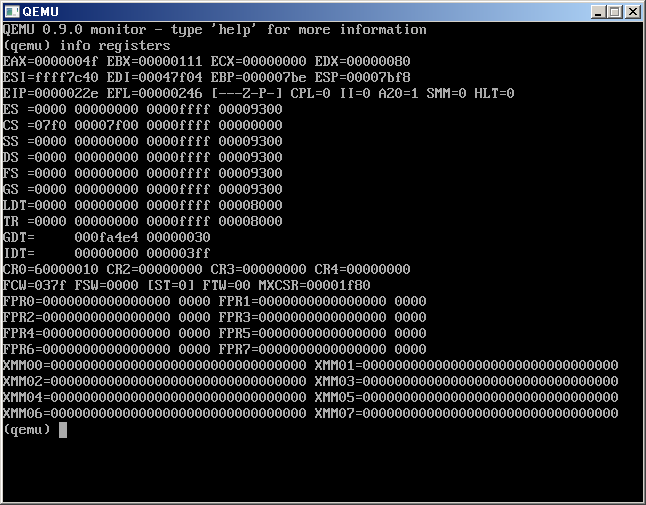 QEMU
QEMU 0.9.0 monitor - type 'help' for more information
(qemu) info registers
EAX=0000004f EBX=00000111 ECX=00000000 EDX=00000080
ESI=ffff7c40 EDI=00047f04 EBP=000007be ESP=00007bf8
EIP=0000022e EFL=00000246 [---Z-P-] CPL=0 II=0 A20=1 SMM=0 HLT=0
ES =0000 00000000 0000ffff 00009300
CS =07f0 00007f00 0000ffff 00000000
SS =0000 00000000 0000ffff 00009300
DS =0000 00000000 0000ffff 00009300
FS =0000 00000000 0000ffff 00009300
GS =0000 00000000 0000ffff 00009300
LDT=0000 00000000 0000ffff 00008000
TR =0000 00000000 0000ffff 00008000
GDT=     000fa4e4 00000030
IDT=     00000000 000003ff
CR0=60000010 CR2=00000000 CR3=00000000 CR4=00000000
FCW=037f FSW=0000 [ST=0] FTW=00 MXCSR=00001f80
FPR0=0000000000000000 0000 FPR1=0000000000000000 0000
FPR2=0000000000000000 0000 FPR3=0000000000000000 0000
FPR4=0000000000000000 0000 FPR5=0000000000000000 0000
FPR6=0000000000000000 0000 FPR7=0000000000000000 0000
XMM00=00000000000000000000000000000000 XMM01=00000000000000000000000000000000
XMM02=00000000000000000000000000000000 XMM03=00000000000000000000000000000000
XMM04=00000000000000000000000000000000 XMM05=00000000000000000000000000000000
XMM06=00000000000000000000000000000000 XMM07=00000000000000000000000000000000
(qemu)